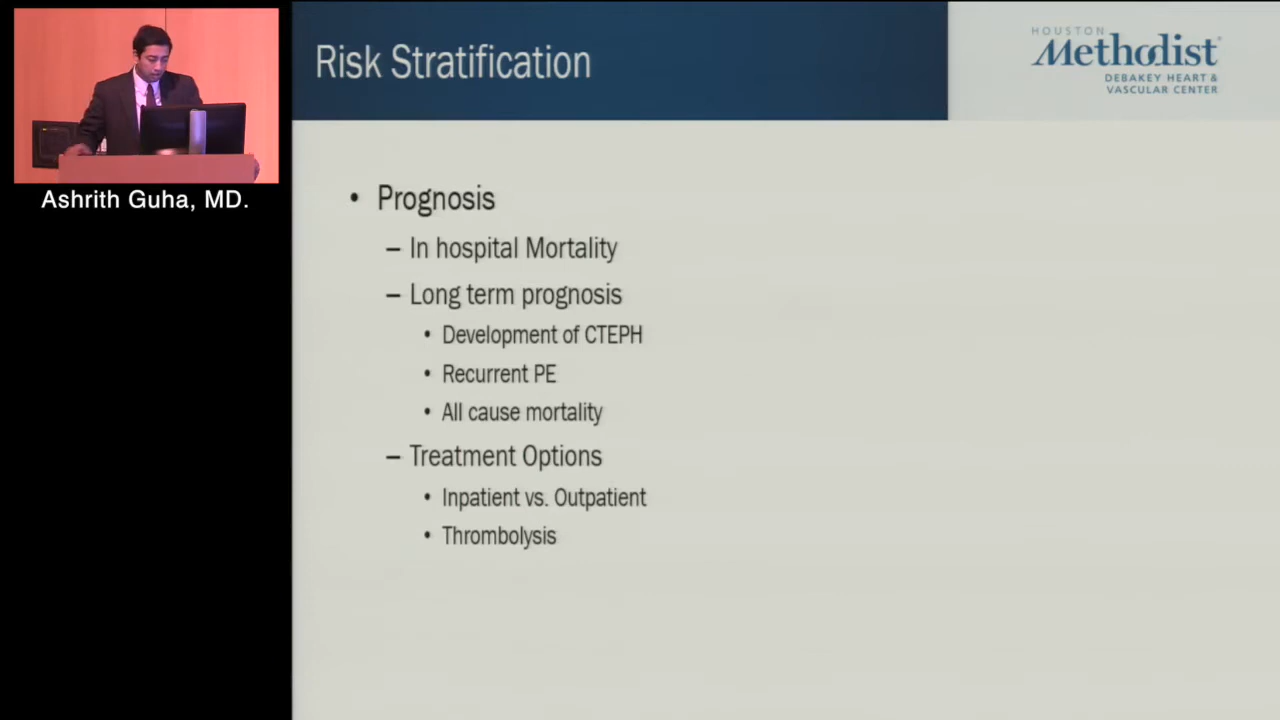 Risk Stratification
HOUSTON
Methodist®
DEBAKEY HEART &
VASCULAR CENTER
Ashrith Guha, MD.
• Prognosis
– In hospital Mortality
– Long term prognosis
• Development of CTEPH
• Recurrent PE
• All cause mortality
– Treatment Options
• Inpatient vs. Outpatient
• Thrombolysis